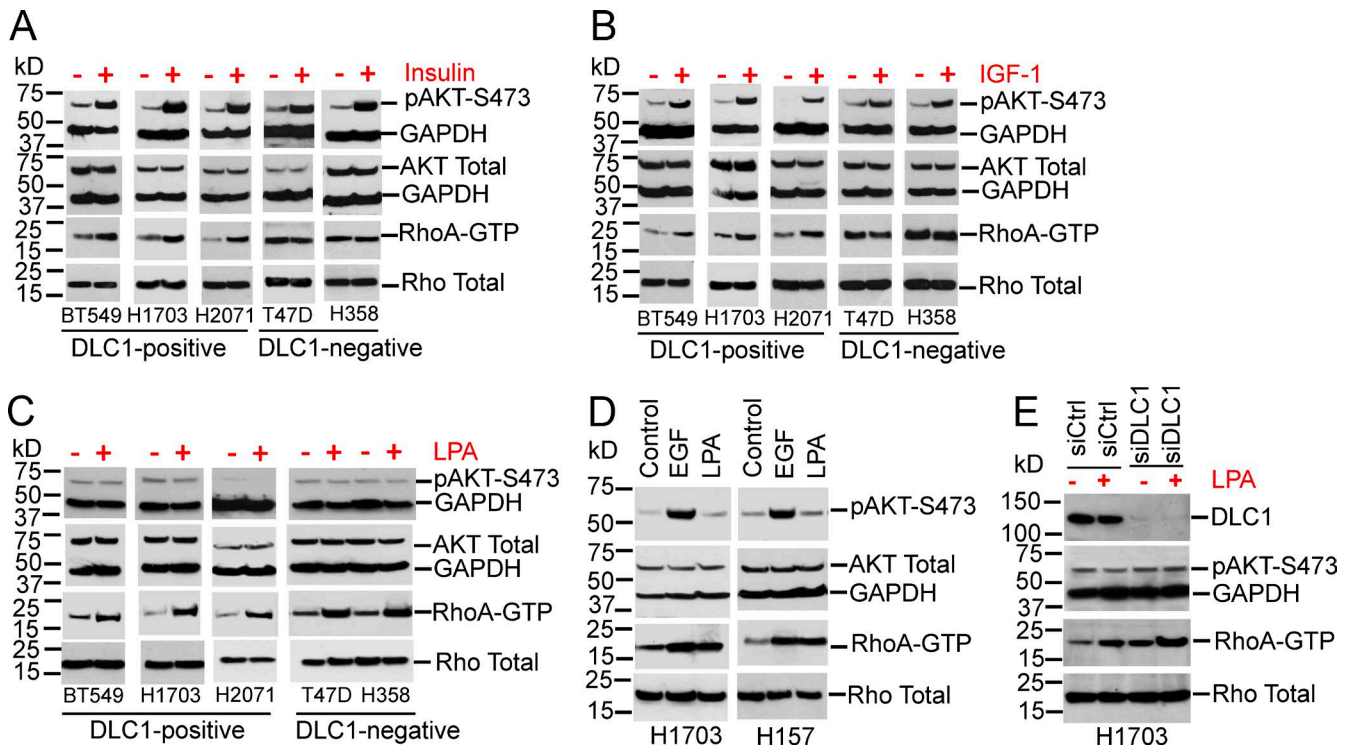 A
kD - + - + - + - + - + Insulin
75 pAKT-S473
50
37 GAPDH
75 AKT Total
50 GAPDH
37
25 RhoA-GTP
15
25 Rho Total
15
BT549 H1703 H2071 T47D H358
DLC1-positive DLC1-negative
B
kD - + - + - + - + - + IGF-1
75 pAKT-S473
50 GAPDH
37
75 AKT Total
50 GAPDH
37
25 RhoA-GTP
15
25 Rho Total
15
BT549 H1703 H2071 T47D H358
DLC1-positive DLC1-negative
C
kD - + - + - + - + - + LPA
75 pAKT-S473
50 GAPDH
37
75 AKT Total
50 GAPDH
37
25 RhoA-GTP
15
25 Rho Total
15
BT549 H1703 H2071 T47D H358
DLC1-positive DLC1-negative
D
Control EGF LPA Control EGF LPA
kD
75 pAKT-S473
50
75 AKT Total
50 GAPDH
37
25 RhoA-GTP
15
25 Rho Total
15
H1703 H157
E
siCtrl siCtrl siDLC1 siDLC1
kD - + - + LPA
150 DLC1
100
75 pAKT-S473
50 GAPDH
37
25 RhoA-GTP
15
25 Rho Total
15
H1703